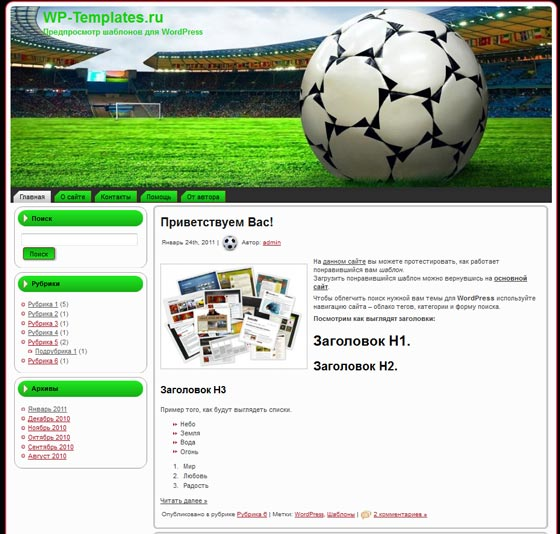 WP-Templates.ru
Предпросмотр шаблонов для WordPress
Главная О сайте Контакты Помощь От автора
Поиск
Поиск
Рубрики
Рубрика 1 (5)
Рубрика 2 (1)
Рубрика 3 (1)
Рубрика 4 (1)
Рубрика 5 (2)
Подрубрика 1 (1)
Рубрика 6 (1)
Архивы
Январь 2011
Декабрь 2010
Ноябрь 2010
Октябрь 2010
Сентябрь 2010
Август 2010
Приветствуем Вас!
Январь 24th, 2011 | Автор: admin
На данном сайте вы можете протестировать, как работает
понравившийся вам шаблон.
Загрузить понравившийся шаблон можно вернувшись на основной
сайт.
Чтобы облегчить поиск нужной вам темы для WordPress используйте
навигацию сайта – облако тегов, категории и форму поиска.
Посмотрим как выглядят заголовки:
Заголовок H1.
Заголовок H2.
Заголовок H3
Пример того, как будут выглядеть списки.
Небо
Земля
Вода
Огонь
1. Мир
2. Любовь
3. Радость
Читать далее »
Опубликовано в рубрике Рубрика 6 | Метки: WordPress, Шаблоны | 2 комментариев »